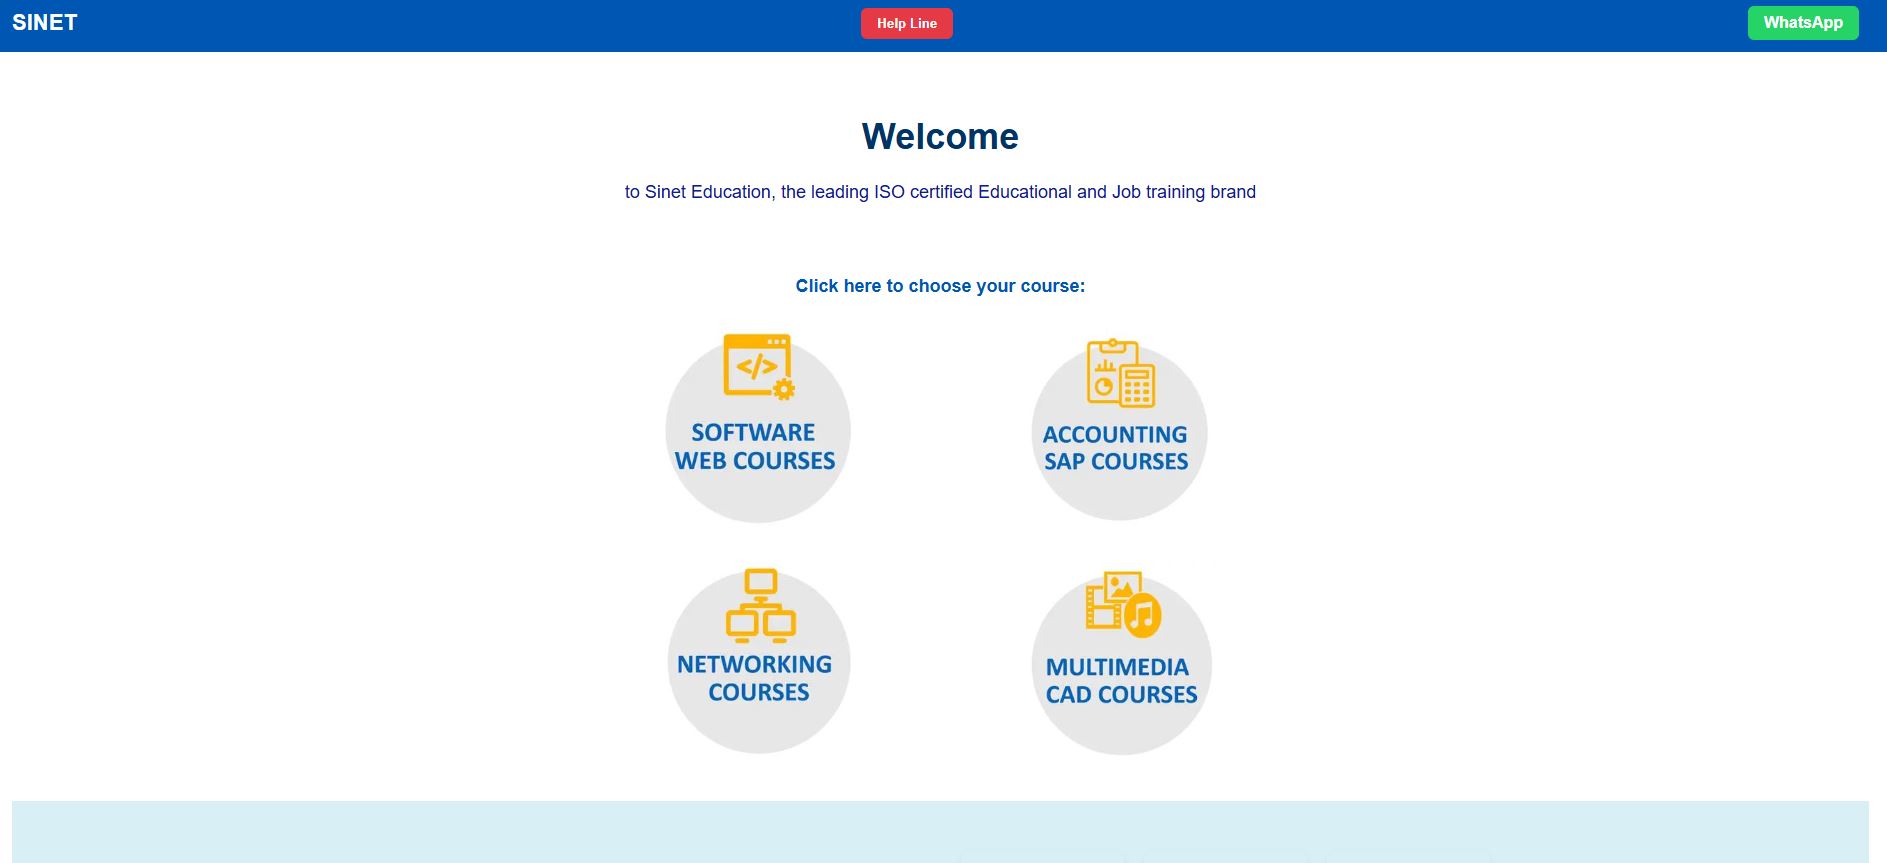 SINET
Help Line
WhatsApp
Welcome
to Sinet Education, the leading ISO certified Educational and Job training brand
Click here to choose your course:
</>
SOFTWARE
WEB COURSES
ACCOUNTING
SAP COURSES
NETWORKING
COURSES
MULTIMEDIA
CAD COURSES